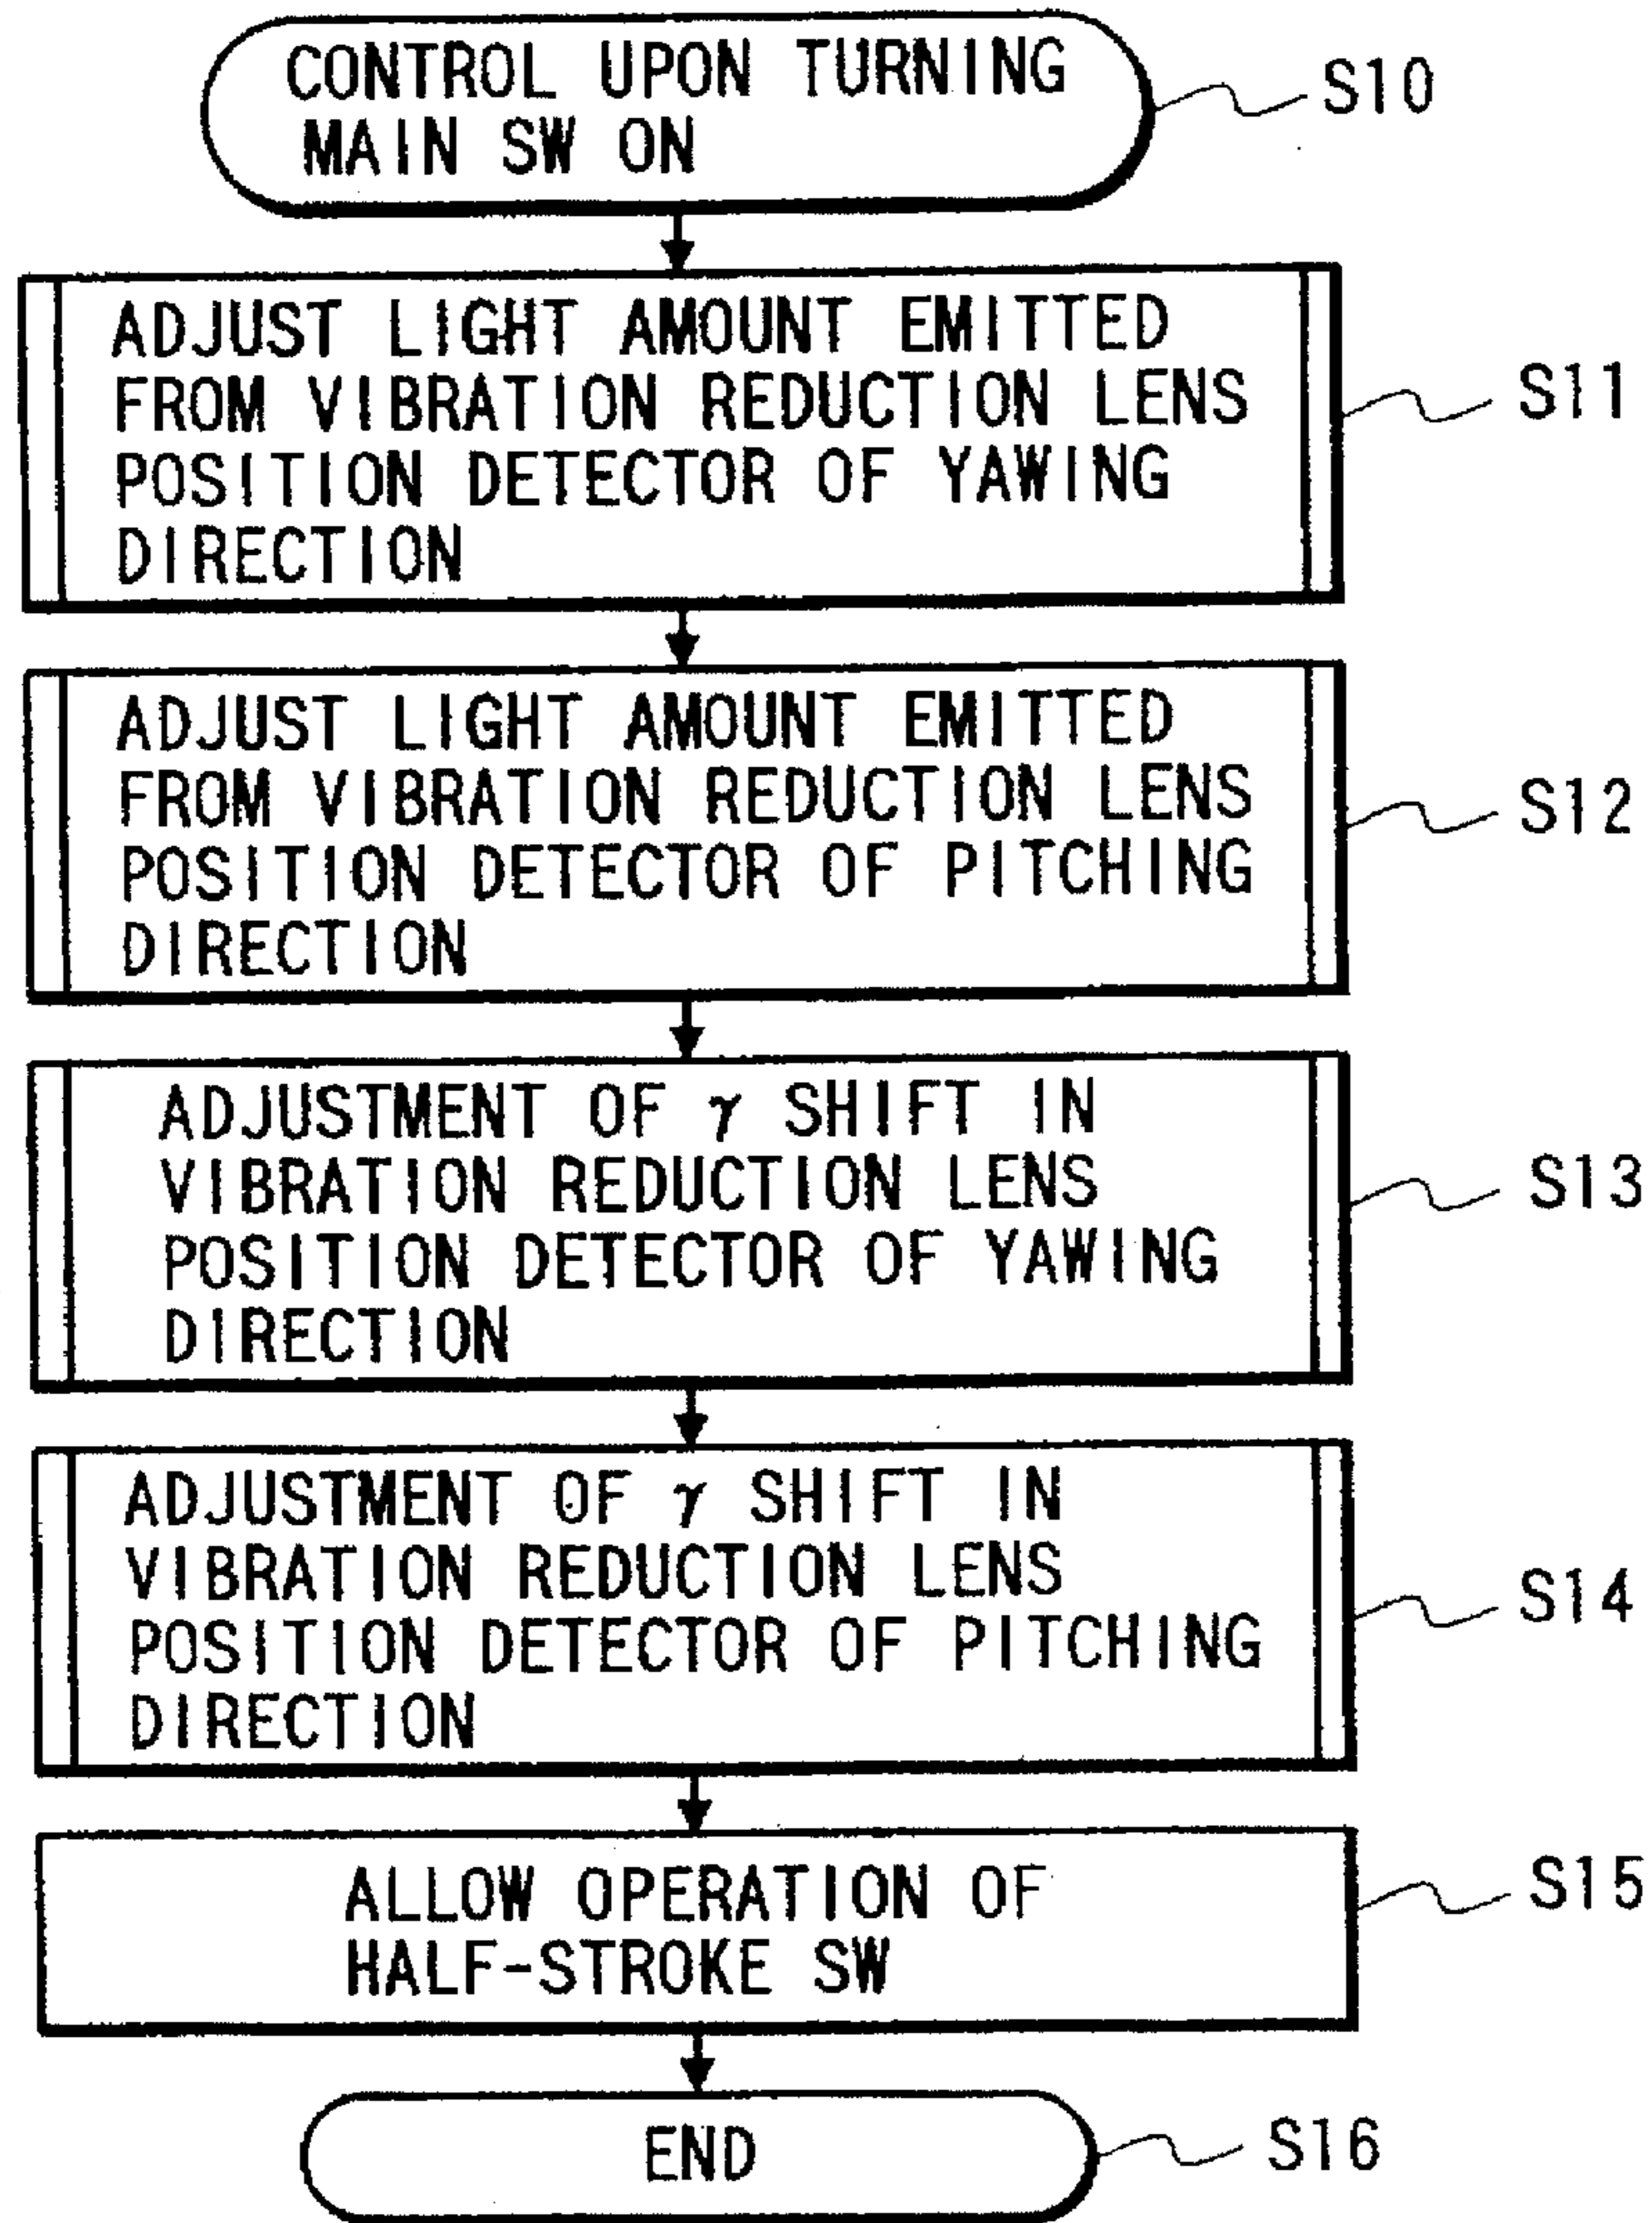 CONTROL UPON TURNING
MAIN SW ON
S10
ADJUST LIGHT AMOUNT EMITTED
FROM VIBRATION REDUCTION LENS
POSITION DETECTOR OF YAWING
DIRECTION
S11
ADJUST LIGHT AMOUNT EMITTED
FROM VIBRATION REDUCTION LENS
POSITION DETECTOR OF PITCHING
DIRECTION
S12
ADJUSTMENT OF γ SHIFT IN
VIBRATION REDUCTION LENS
POSITION DETECTOR OF YAWING
DIRECTION
S13
ADJUSTMENT OF γ SHIFT IN
VIBRATION REDUCTION LENS
POSITION DETECTOR OF PITCHING
DIRECTION
S14
ALLOW OPERATION OF
HALF-STROKE SW
S15
END
S16